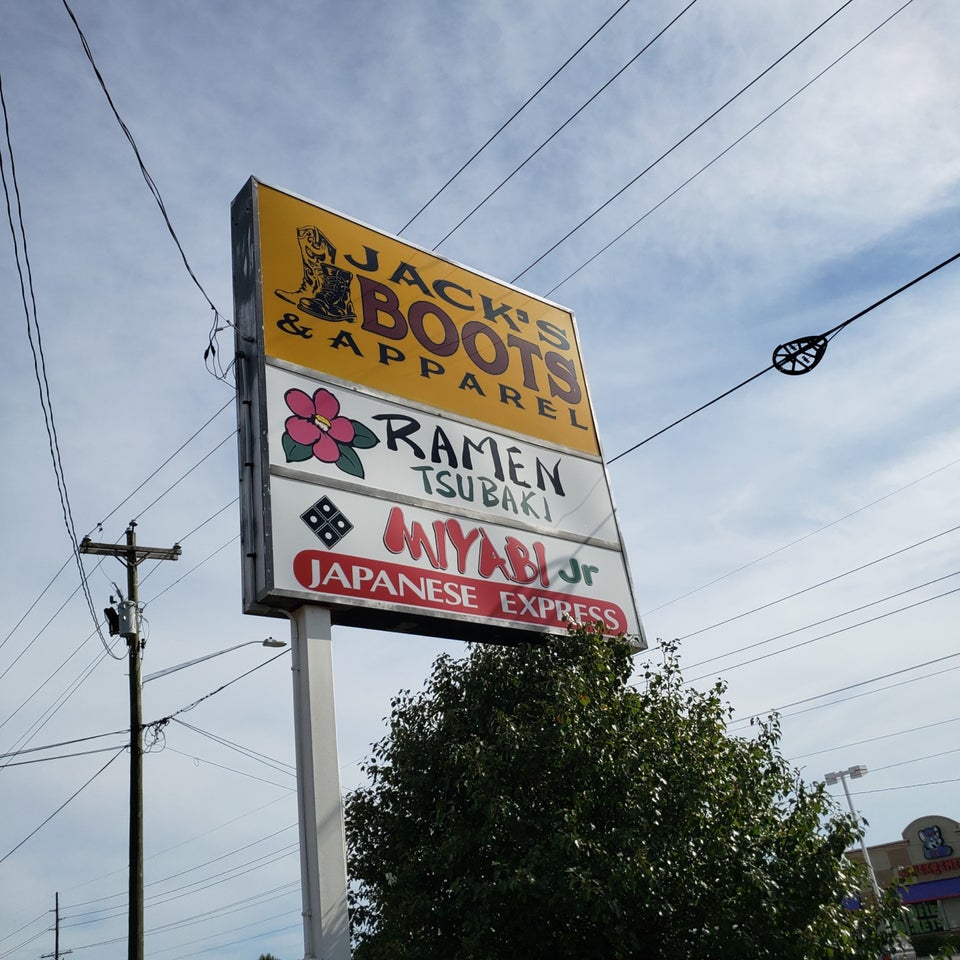 JACK'S
BOOTS
& APPAREL
RAMEN
TSUBAKI
MIYABI Jr
JAPANESE EXPRESS